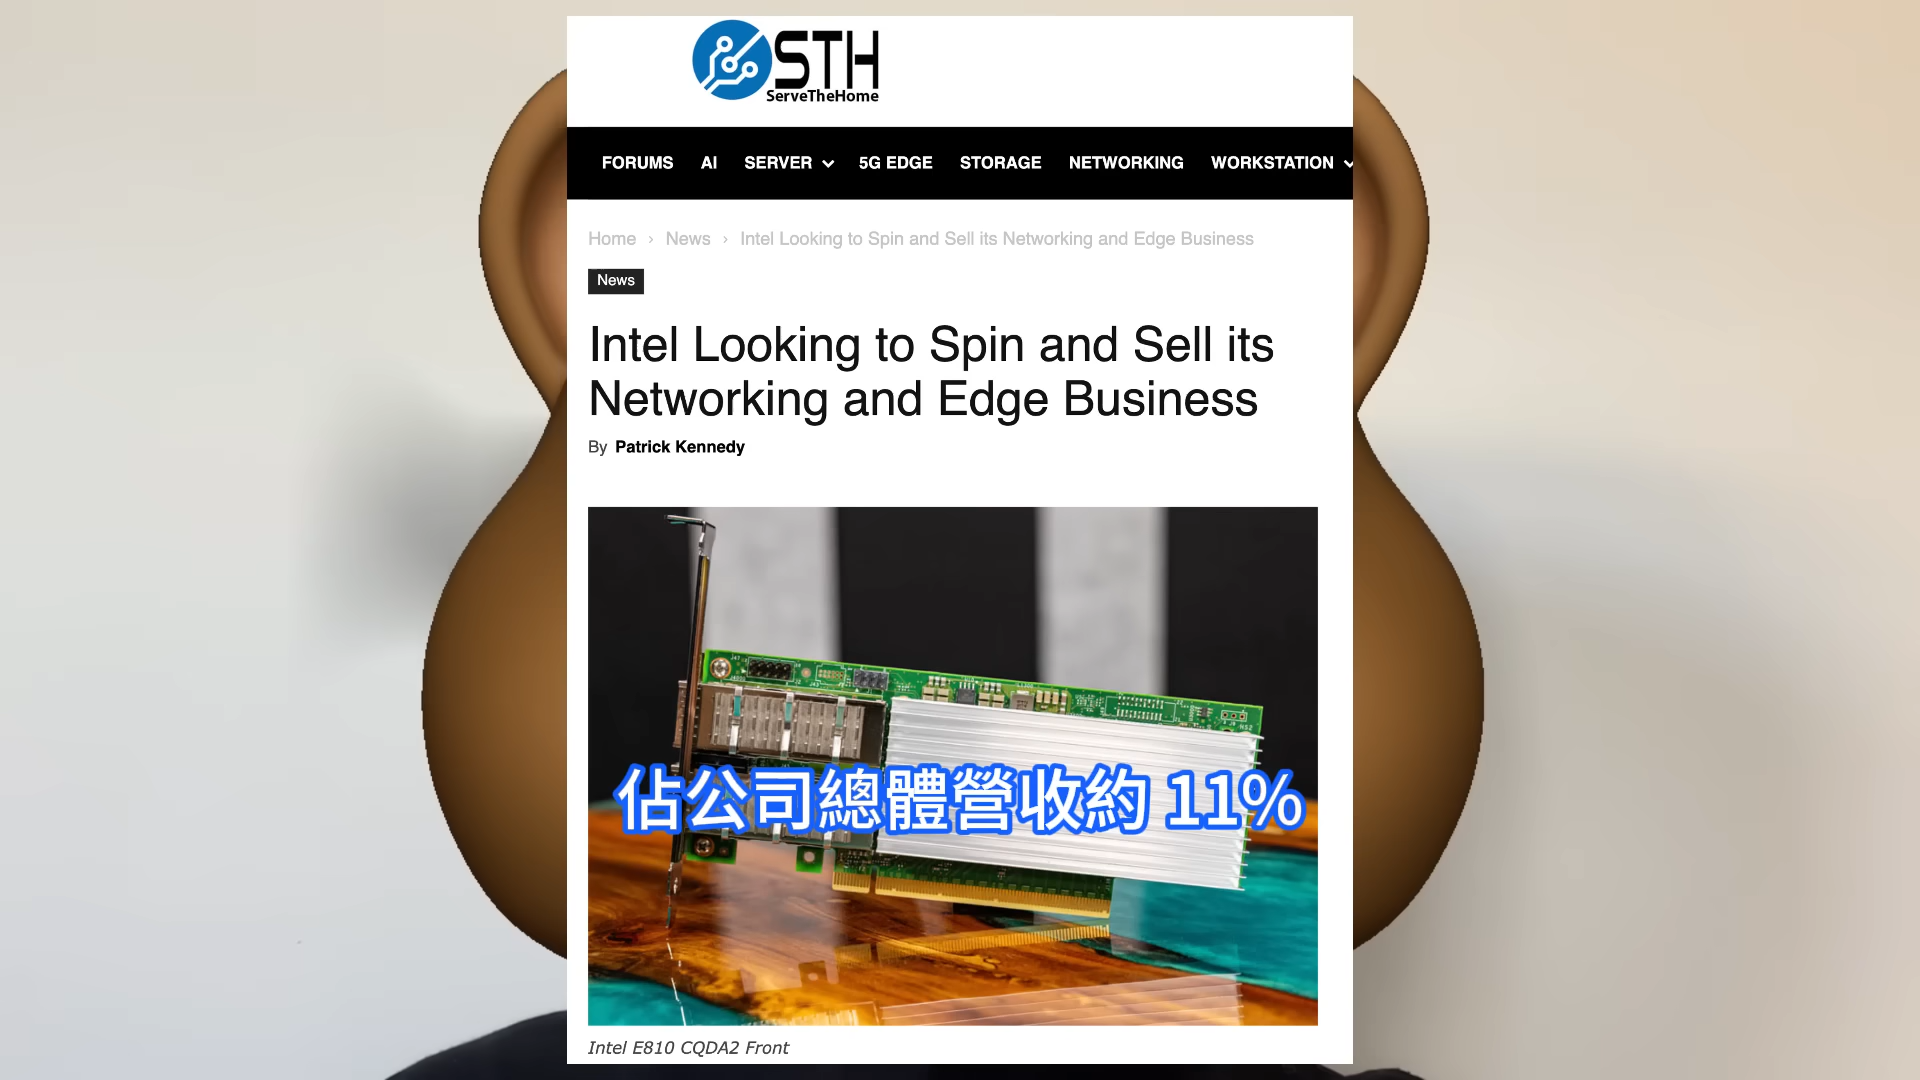 STH
ServeTheHome
FORUMS AI SERVER 5G EDGE STORAGE NETWORKING WORKSTATION
Home › News › Intel Looking to Spin and Sell its Networking and Edge Business
News
Intel Looking to Spin and Sell its
Networking and Edge Business
By Patrick Kennedy
佔公司總體營收約 11%
Intel E810 CQDA2 Front